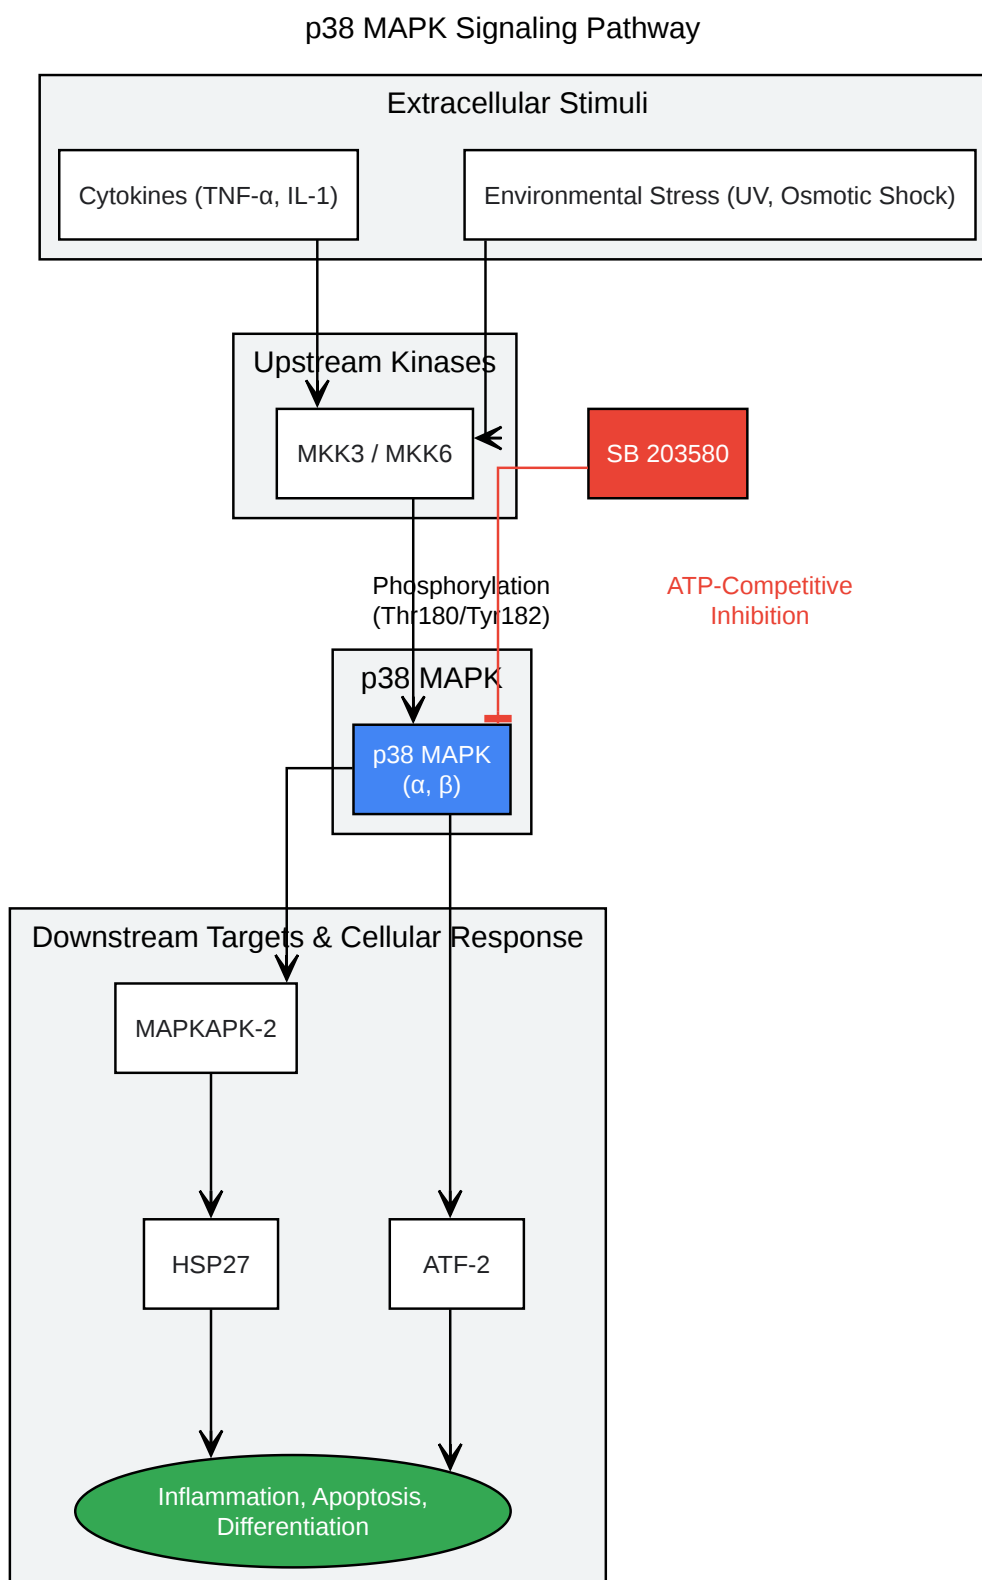 p38 MAPK Signaling Pathway
Extracellular Stimuli
Cytokines (TNF-α, IL-1)
Environmental Stress (UV, Osmotic Shock)
Upstream Kinases
MKK3 / MKK6
SB 203580
Phosphorylation
(Thr180/Tyr182)
ATP-Competitive
Inhibition
p38 MAPK
p38 MAPK
(α, β)
Downstream Targets & Cellular Response
MAPKAPK-2
HSP27
ATF-2
Inflammation, Apoptosis,
Differentiation